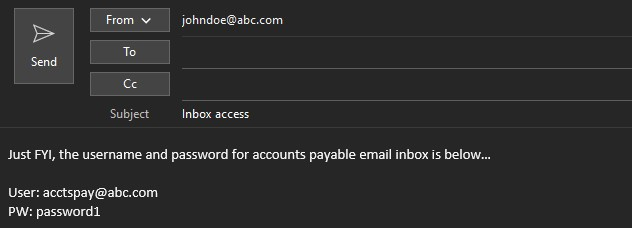 From johndoe@abc.com
Send To
Cc
Subject Inbox access
Just FYI, the username and password for accounts payable email inbox is below...
User: acctspay@abc.com
PW: password1